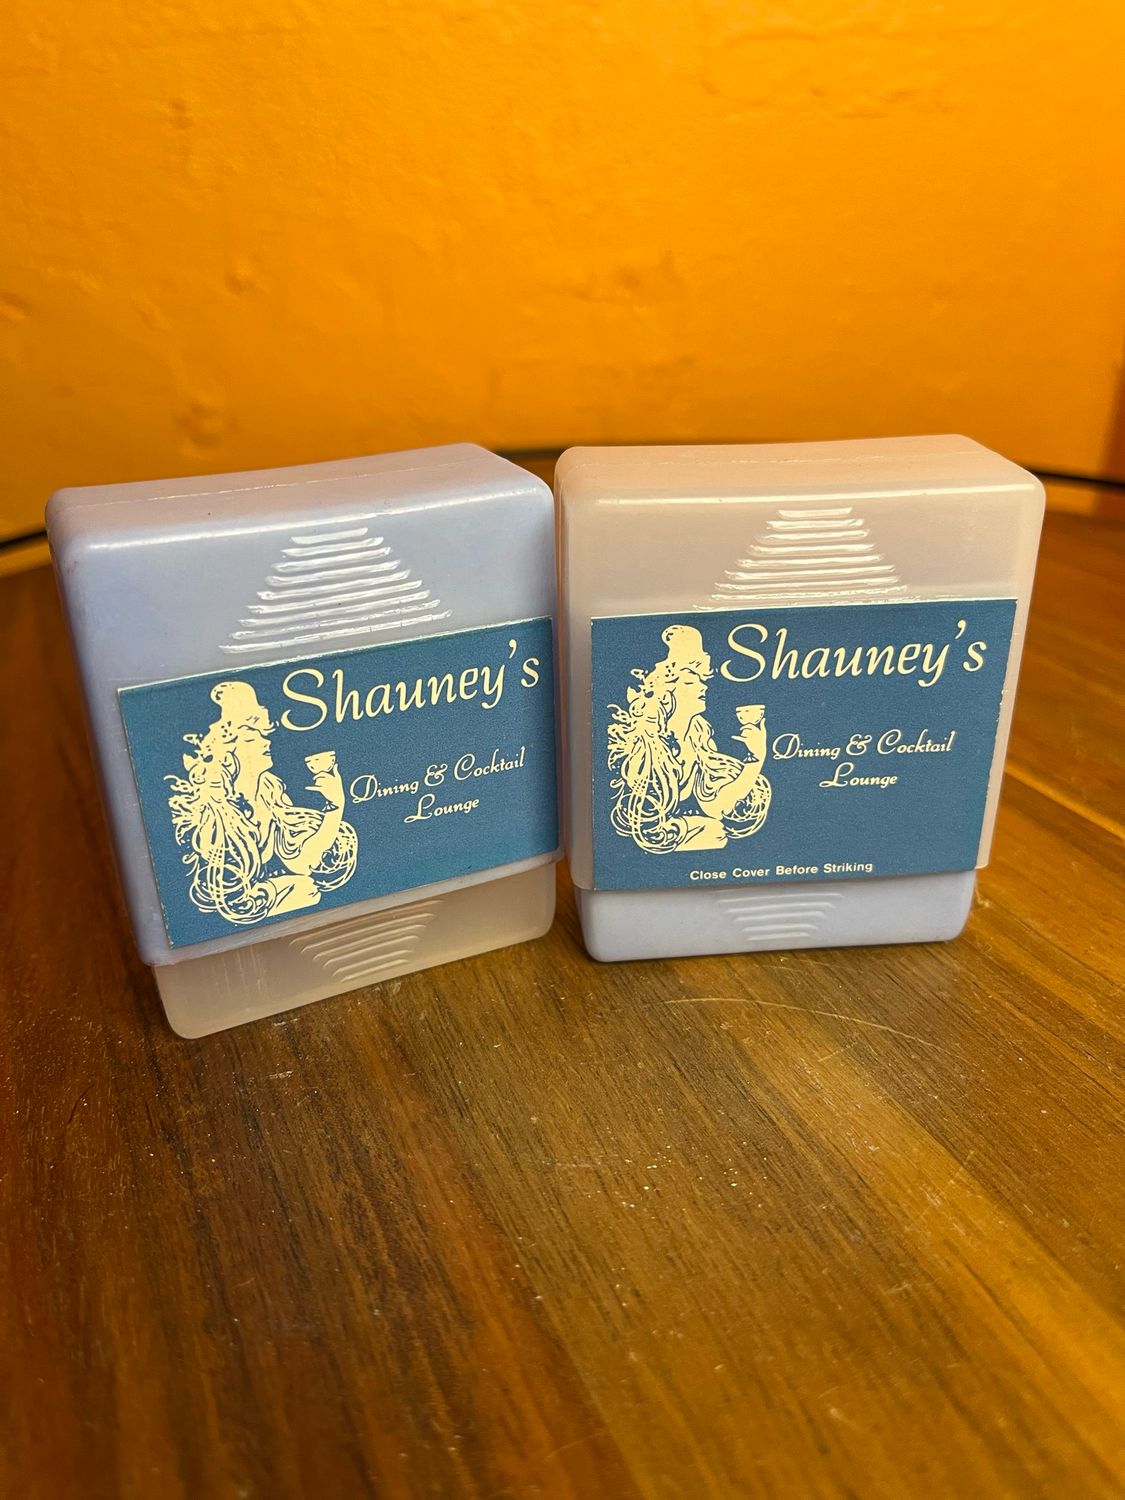 Shauney's
Dining & Cocktail
Lounge
Shauney's
Dining & Cocktail
Lounge
Close Cover Before Striking